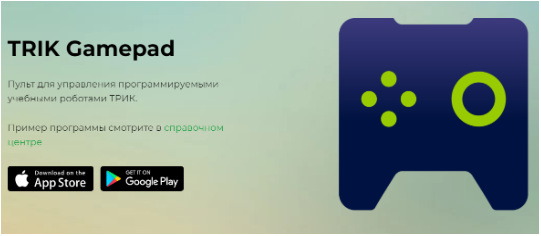 TRIK Gamepad
Пульт для управления программируемыми
учебными роботами ТРИК.
Пример программы смотрите в справочном
центре
Download on the
App Store
GET IT ON
Google Play